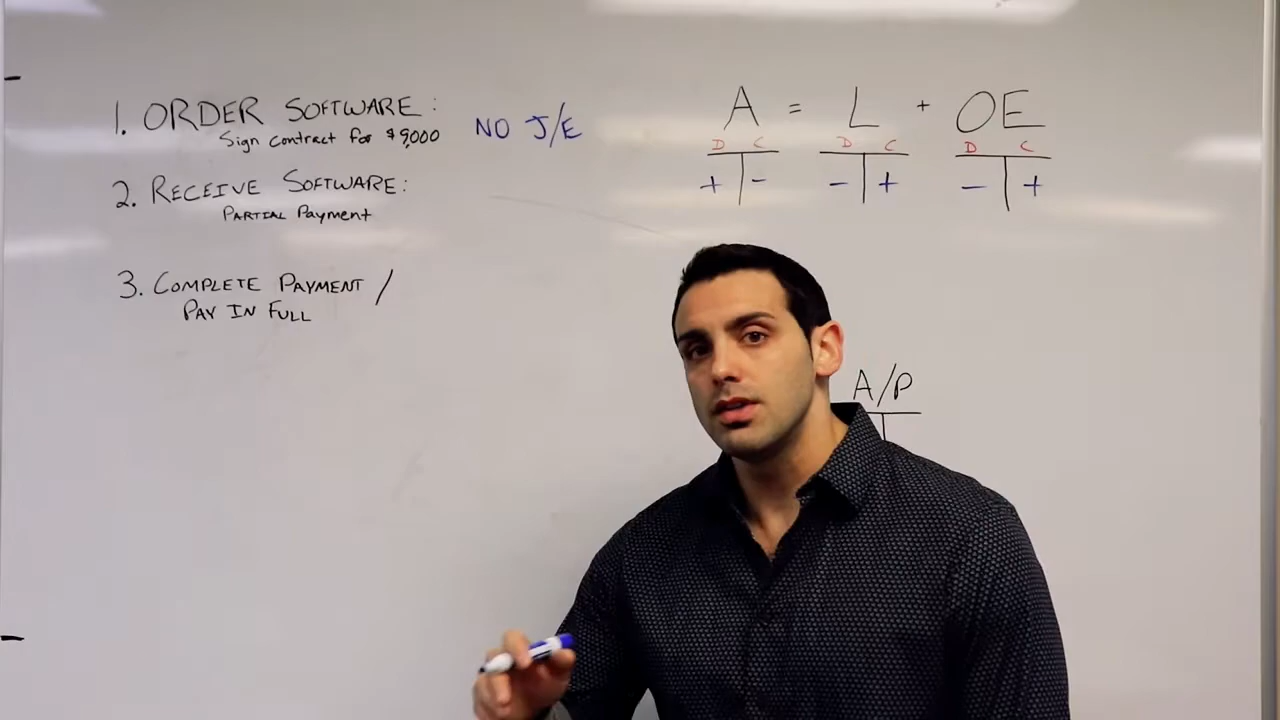 1. ORDER SOFTWARE:
Sign contract for $9,000
NO J/E
2. RECEIVE SOFTWARE:
PARTIAL Payment
3. COMPLETE PAYMENT /
PAY IN FULL
A = L + OE
D C D C D C
+ - - + - +
A/P